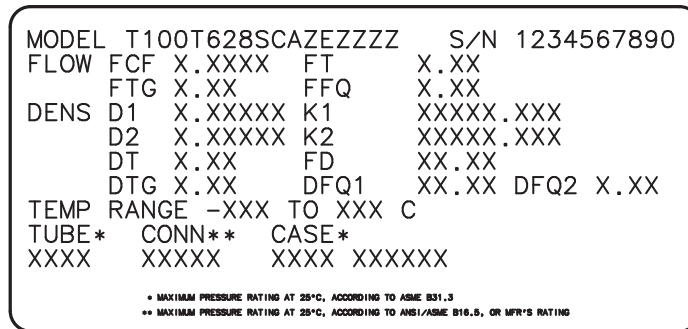 MODEL T100T628SCAZEZZZZ S/N 1234567890
FLOW FCF X.XXXX FT X.XX
FTG X.XX FFQ X.XX
DENS D1 X.XXXXX K1 XXXXX.XXX
D2 X.XXXXX K2 XXXXX.XXX
DT X.XX FD XX.XX
DTG X.XX DFQ1 XX.XX DFQ2 X.XX
TEMP RANGE -XXX TO XXX C
TUBE* CONN** CASE*
XXXX XXXXX XXXX XXXXXX
* MAXIMUM PRESSURE RATING AT 25°C, ACCORDING TO ASME B31.3
** MAXIMUM PRESSURE RATING AT 25°C, ACCORDING TO ANSI/ASME B16.5, OR MFR'S RATING